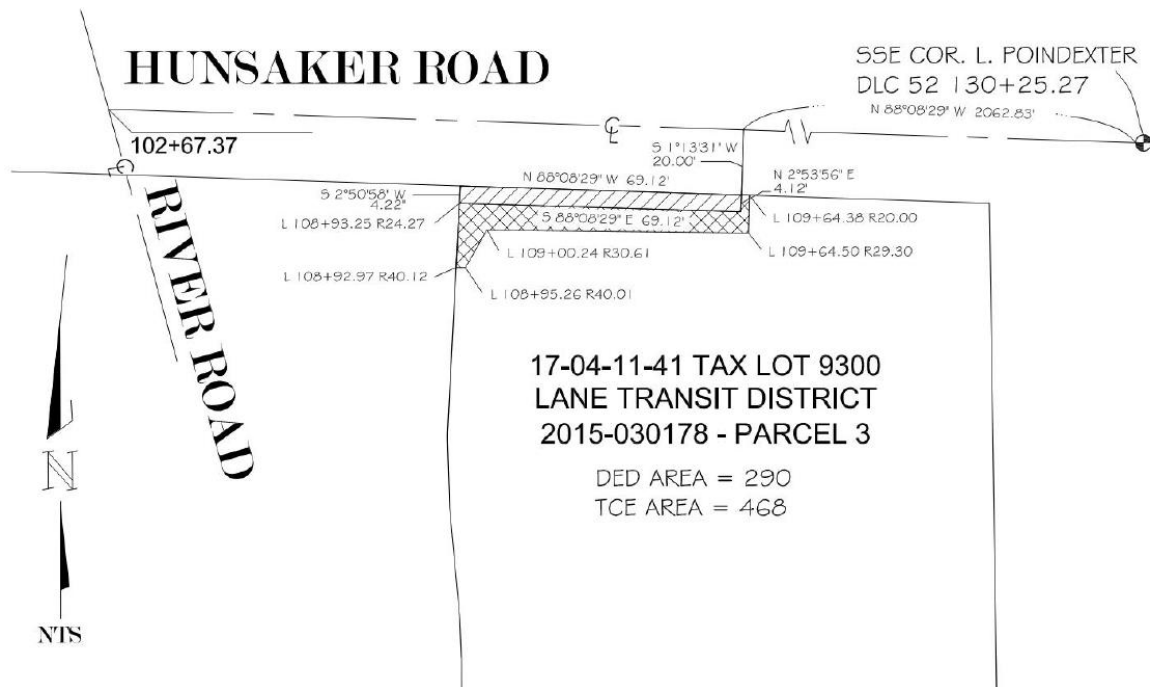 HUNSAKER ROAD
SSE COR. L. POINDEXTER
DLC 52 130+25.27
N 88°08'29" W 2062.83'
102+67.37
S 1°13'31" W
20.00'
N 88°08'29" W 69.12'
N 2°53'56" E
4.12'
S 2°50'58" W
4.22'
L 108+93.25 R24.27
S 88°08'29" E 69.12'
L 109+64.38 R20.00
L 109+00.24 R30.61
L 109+64.50 R29.30
L 108+92.97 R40.12
L 108+95.26 R40.01
RIVER ROAD
17-04-11-41 TAX LOT 9300
LANE TRANSIT DISTRICT
2015-030178 - PARCEL 3
DED AREA = 290
TCE AREA = 468
N
NTS